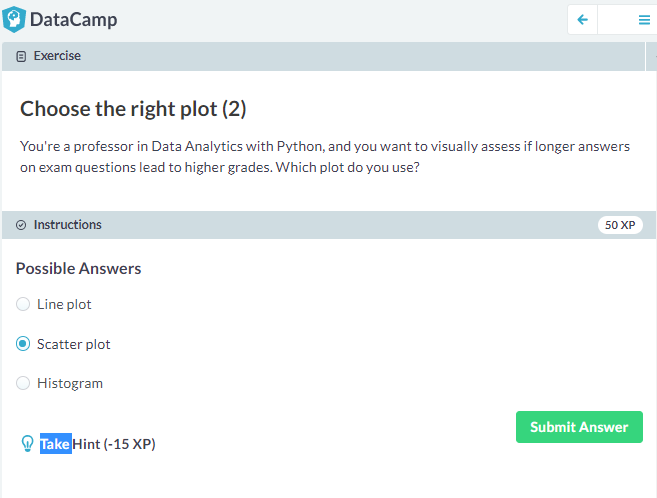 DataCamp
Exercise
Choose the right plot (2)
You're a professor in Data Analytics with Python, and you want to visually assess if longer answers
on exam questions lead to higher grades. Which plot do you use?
Instructions
50 XP
Possible Answers
Line plot
Scatter plot
Histogram
Submit Answer
Take Hint (-15 XP)